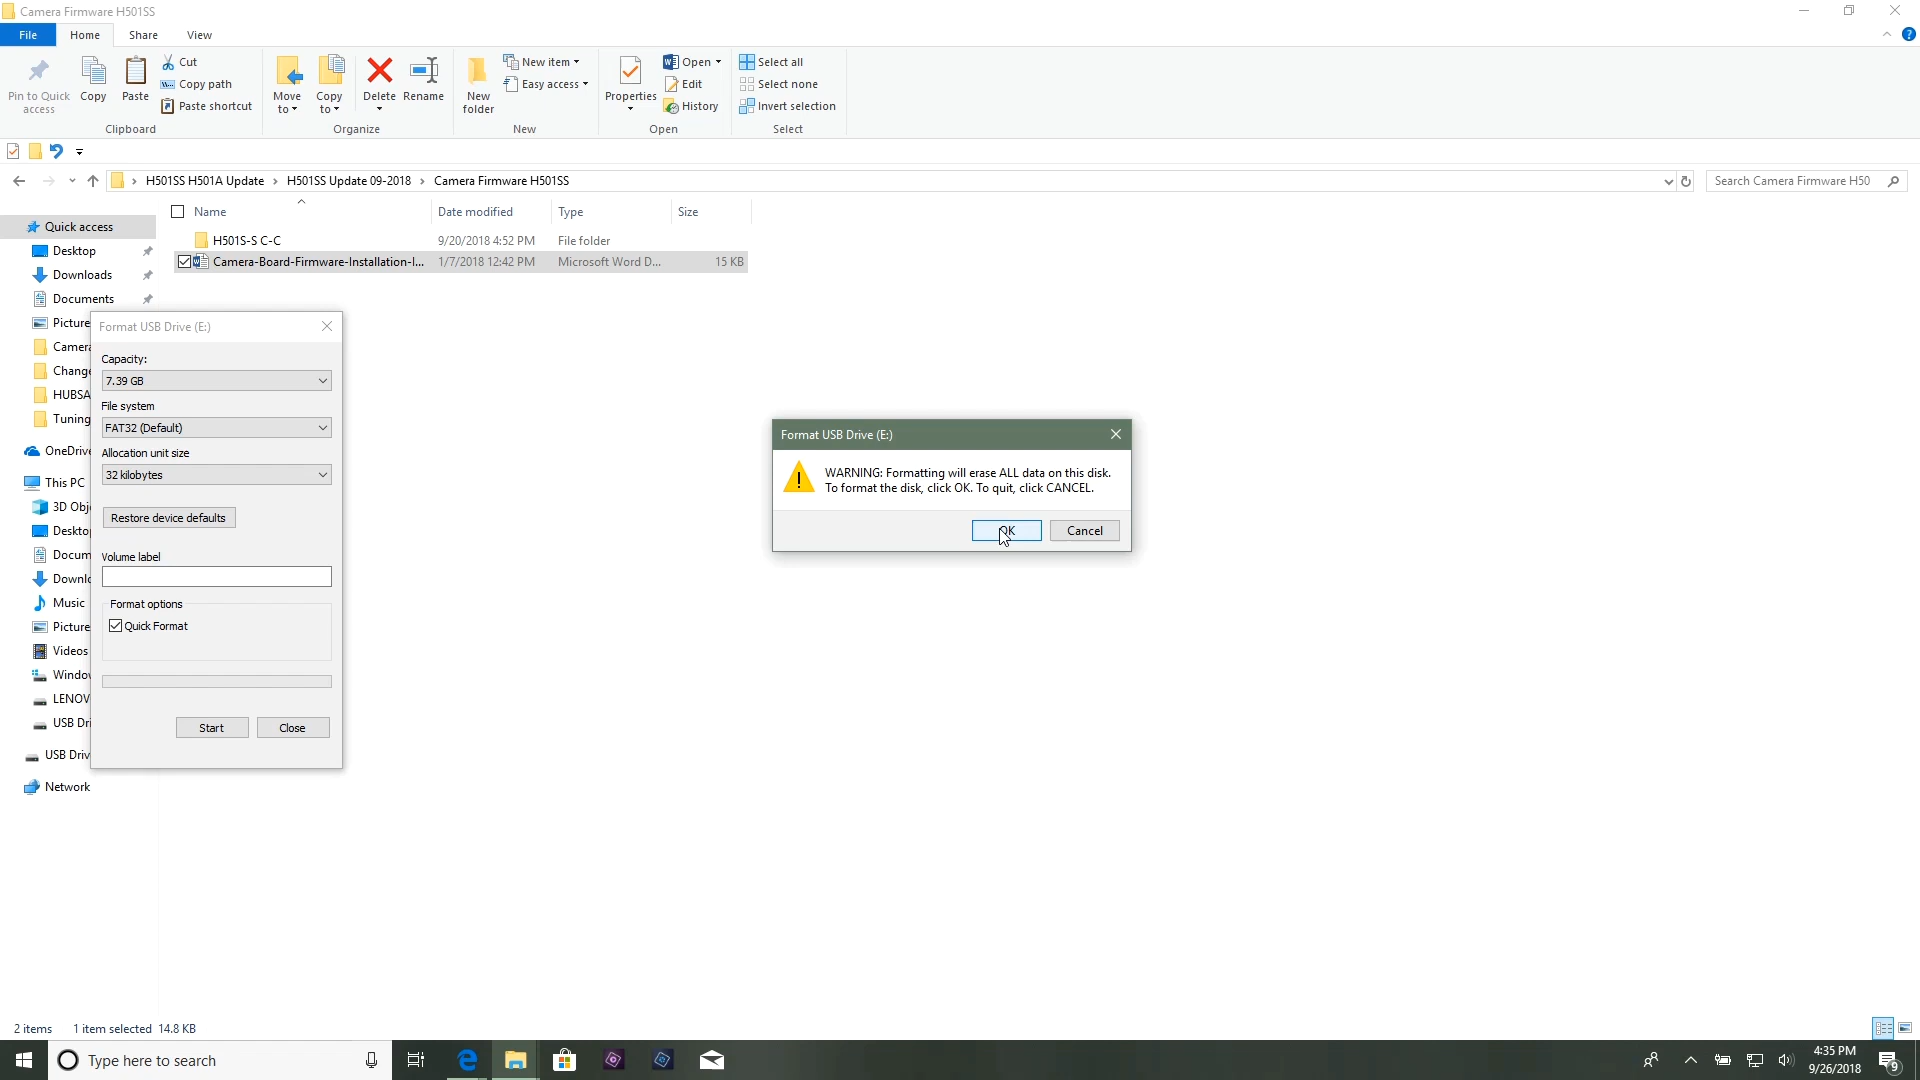 Camera Firmware H501SS
File Home Share View
Pin to Quick access
Copy
Paste
Cut
Copy path
Paste shortcut
Clipboard
Move to
Copy to
Delete
Rename
Organize
New folder
New item
Easy access
New
Properties
Open
Edit
History
Open
Select all
Select none
Invert selection
Select
H501SS H501A Update › H501SS Update 09-2018 › Camera Firmware H501SS
Search Camera Firmware H50
Name Date modified Type Size
H501S-S C-C 9/20/2018 4:52 PM File folder
Camera-Board-Firmware-Installation-I... 1/7/2018 12:42 PM Microsoft Word D... 15 KB
Quick access
Desktop
Downloads
Documents
Picture
Camera
Change
HUBSA
Tuning
OneDrive
This PC
3D Obj
Deskto
Docum
Downlo
Music
Picture
Videos
Window
LENOV
USB Dri
USB Driv
Network
Format USB Drive (E:)
Capacity:
7.39 GB
File system
FAT32 (Default)
Allocation unit size
32 kilobytes
Restore device defaults
Volume label
Format options
Quick Format
Start Close
Format USB Drive (E:)
WARNING: Formatting will erase ALL data on this disk.
To format the disk, click OK. To quit, click CANCEL.
OK Cancel
2 items 1 item selected 14.8 KB
Type here to search
4:35 PM
9/26/2018
9